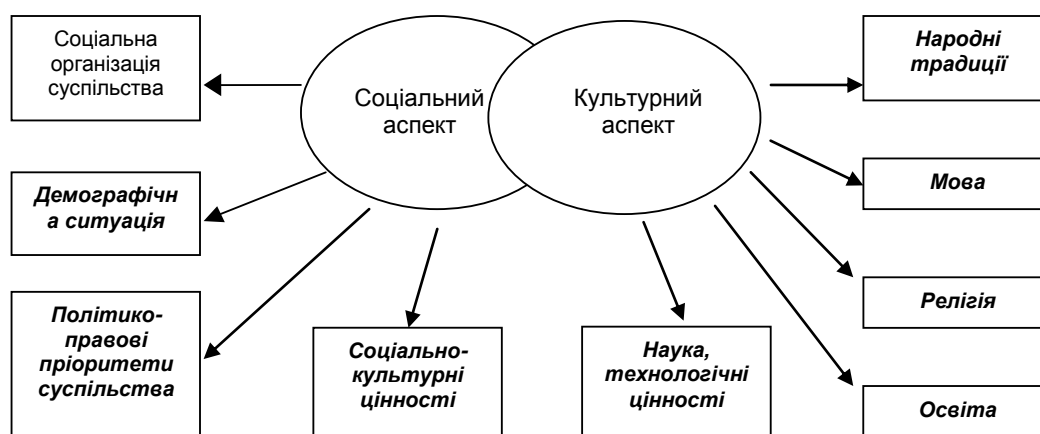 Соціальна
організація
суспільства
Соціальний
аспект
Культурний
аспект
Народні
традиції
Демографічн
а ситуація
Мова
Політико-
правові
пріоритети
суспільства
Соціально-
культурні
цінності
Наука,
технологічні
цінності
Релігія
Освіта